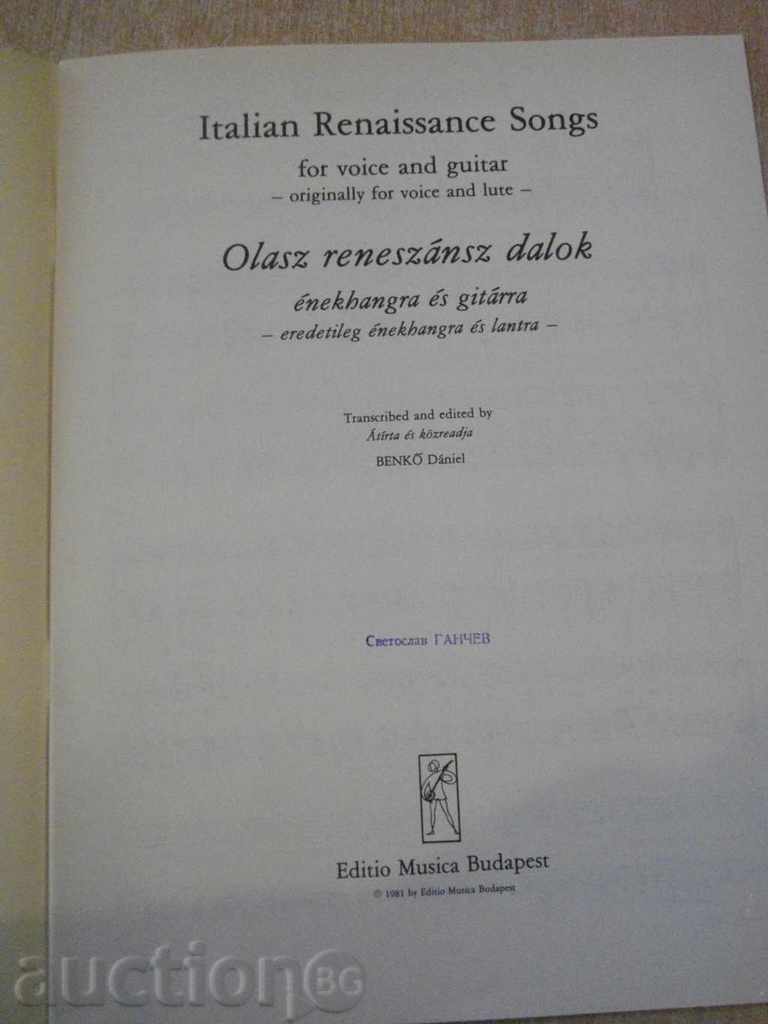 Italian Renaissance Songs
for voice and guitar
– originally for voice and lute –
Olasz reneszánsz dalok
énekhangra és gitárra
– eredetileg énekhangra és lantra –
Transcribed and edited by
Átírta és közreadja
BENKŐ Dániel
Светослав ГАНЧЕВ
Editio Musica Budapest
© 1981 by Editio Musica Budapest
auction BG